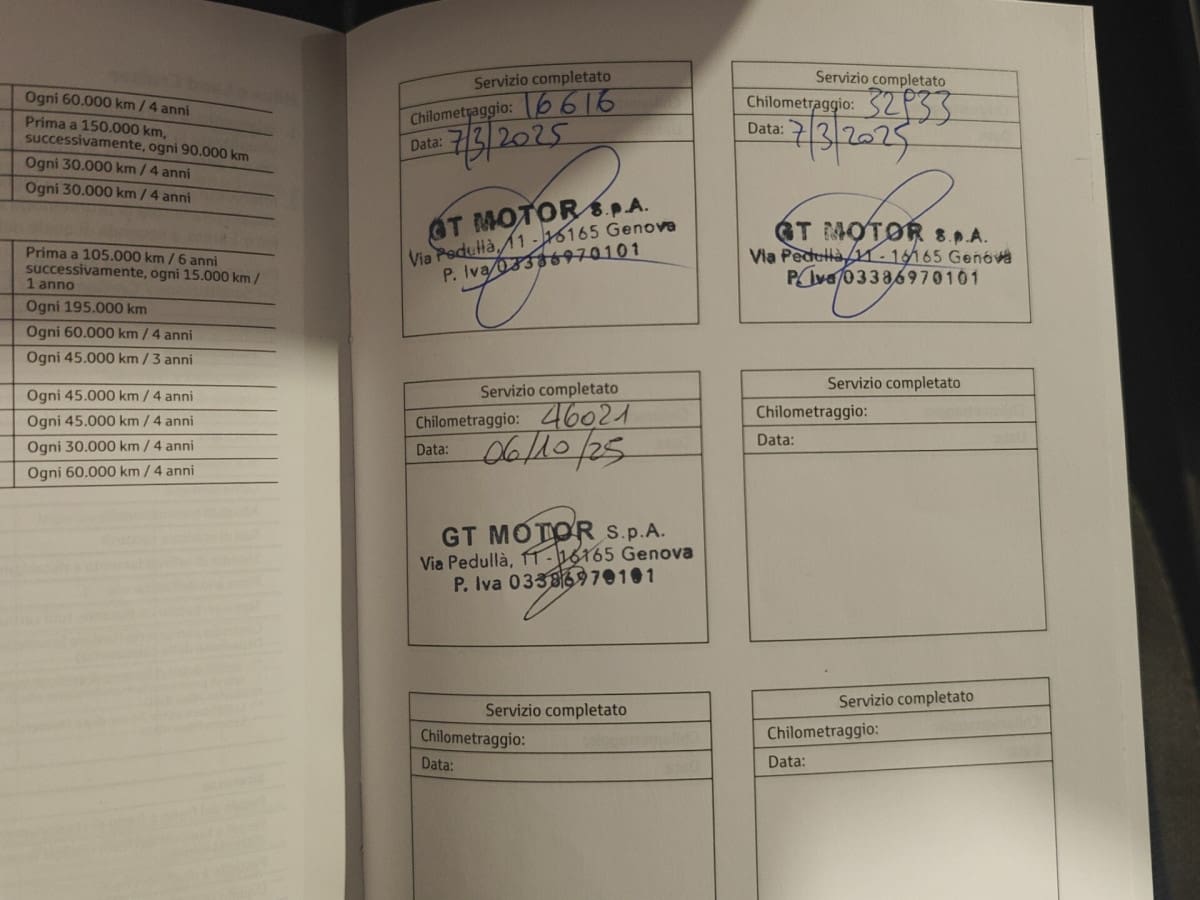 Ogni 60.000 km / 4 anni
Prima a 150.000 km,
successivamente, ogni 90.000 km
Ogni 30.000 km / 4 anni
Ogni 30.000 km / 4 anni
Prima a 105.000 km / 6 anni
successivamente, ogni 15.000 km /
1 anno
Ogni 195.000 km
Ogni 60.000 km / 4 anni
Ogni 45.000 km / 3 anni
Ogni 45.000 km / 4 anni
Ogni 45.000 km / 4 anni
Ogni 30.000 km / 4 anni
Ogni 60.000 km / 4 anni
Servizio completato
Chilometraggio: 16616
Data: 7/3/2025
GT MOTOR S.p.A.
Via Pedullà, 11 - 16165 Genova
P. Iva 03386970101
Servizio completato
Chilometraggio: 32933
Data: 7/3/2025
GT MOTOR S.p.A.
Via Pedullà, 11 - 16165 Genova
P. Iva 03386970101
Servizio completato
Chilometraggio: 46021
Data: 06/10/25
GT MOTOR S.p.A.
Via Pedullà, 11 - 16165 Genova
P. Iva 03386970101
Servizio completato
Chilometraggio:
Data:
Servizio completato
Chilometraggio:
Data:
Servizio completato
Chilometraggio:
Data: